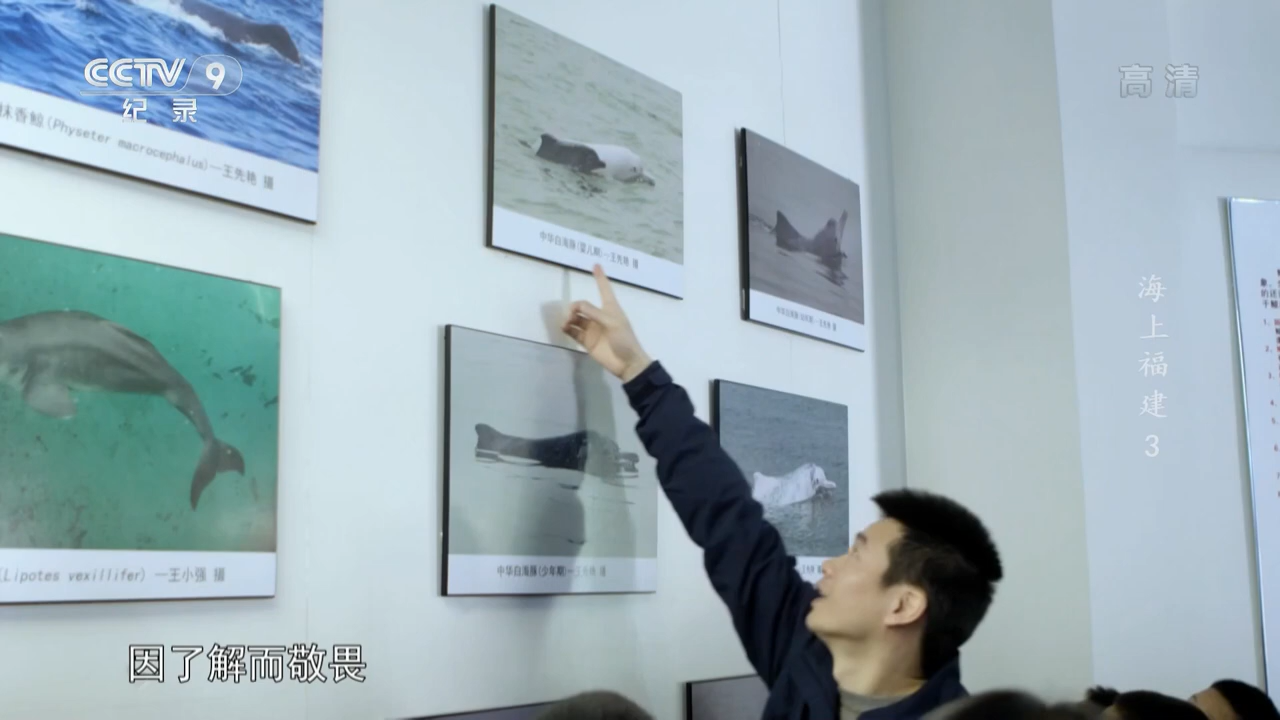 CCTV 9
纪录
高清
抹香鲸(Physeter macrocephalus)—王先艳 摄
中华白海豚(婴儿期)—王先艳 摄
海上福建 3
(Lipotes vexillifer) —王小强 摄
中华白海豚(少年期)—王先艳 摄
因了解而敬畏